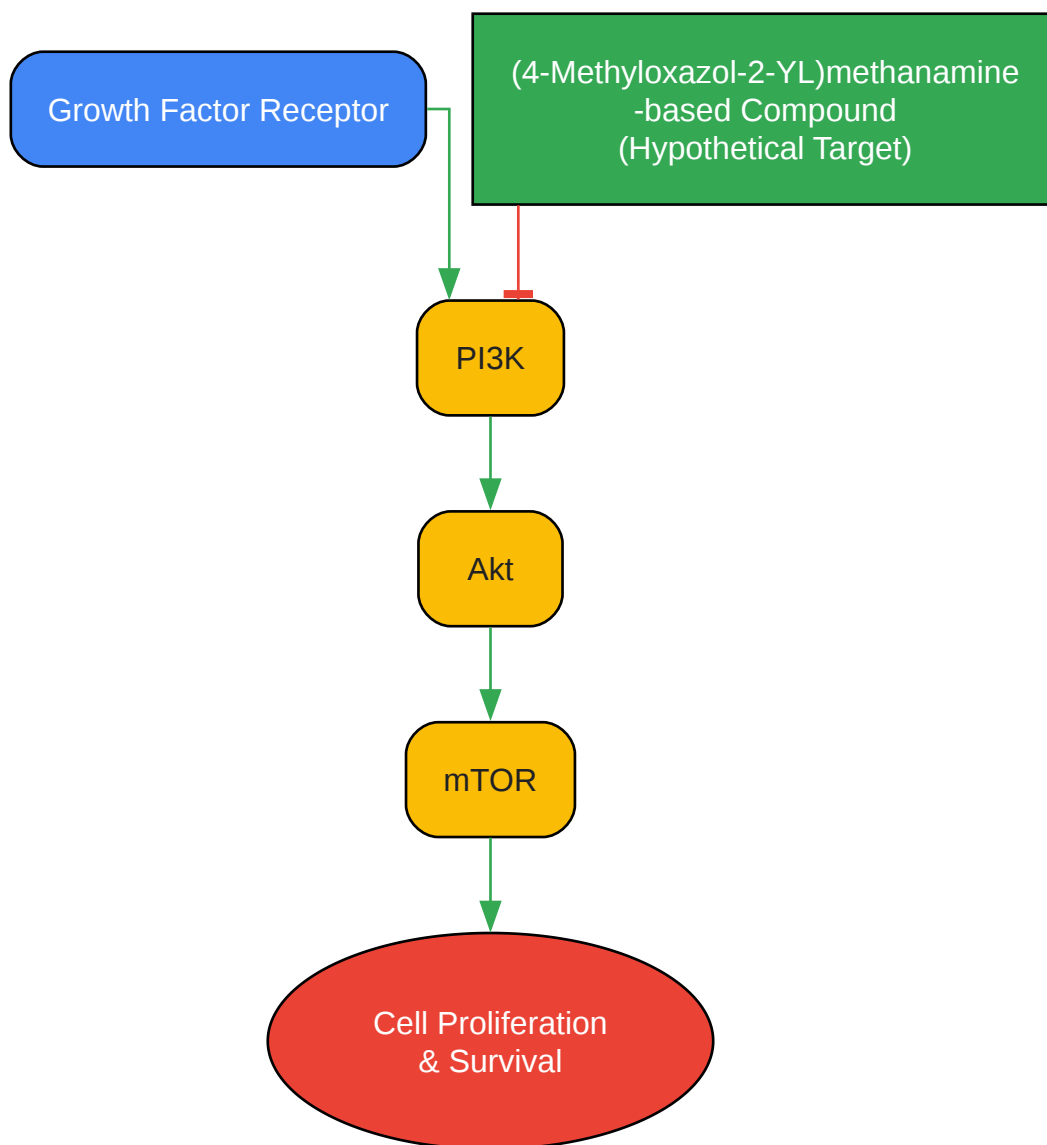 Growth Factor Receptor
(4-Methyloxazol-2-YL)methanamine
-based Compound
(Hypothetical Target)
PI3K
Akt
mTOR
Cell Proliferation
& Survival